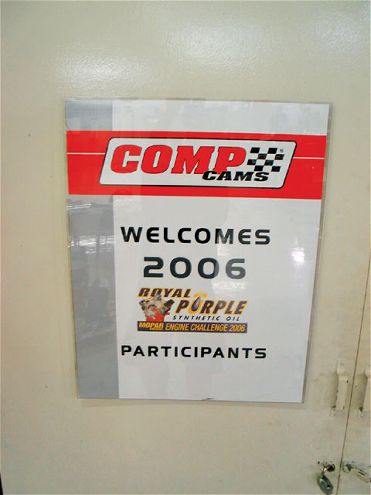 COMP
CAMS
WELCOMES
2006
ROYAL PURPLE
SYNTHETIC OIL
MOPAR ENGINE CHALLENGE 2006
PARTICIPANTS